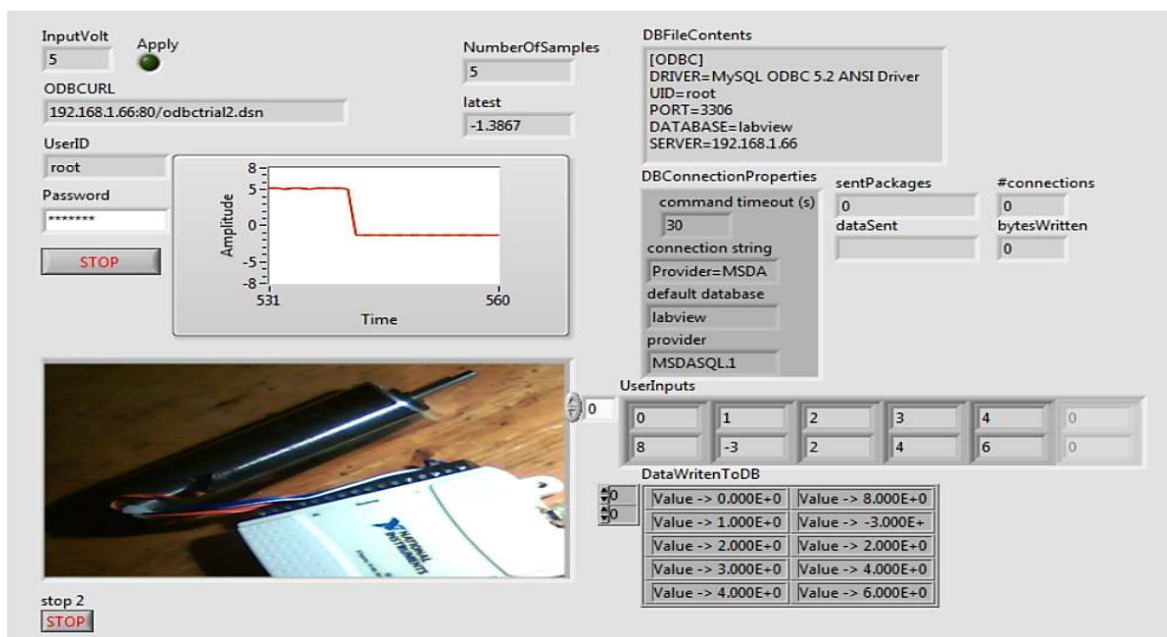 InputVolt
5
Apply
ODBCURL
192.168.1.66:80/odbctrial2.dsn
UserID
root
Password
*******
STOP
NumberOfSamples
5
latest
-1.3867
Amplitude
8
5
0
-5
-8
531
560
Time
DBFileContents
[ODBC]
DRIVER=MySQL ODBC 5.2 ANSI Driver
UID=root
PORT=3306
DATABASE=labview
SERVER=192.168.1.66
DBConnectionProperties
command timeout (s)
30
connection string
Provider=MSDA
default database
labview
provider
MSDASQL.1
sentPackages
0
#connections
0
dataSent
bytesWritten
0
NATIONAL
INSTRUMENTS
UserInputs
0
0 1 2 3 4 0
8 -3 2 4 6 0
DataWritenToDB
0
0
Value -> 0.000E+0 Value -> 8.000E+0
Value -> 1.000E+0 Value -> -3.000E+
Value -> 2.000E+0 Value -> 2.000E+0
Value -> 3.000E+0 Value -> 4.000E+0
Value -> 4.000E+0 Value -> 6.000E+0
stop 2
STOP